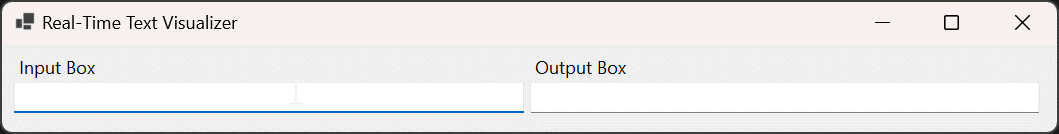 Real-Time Text Visualizer
Input Box
Output Box